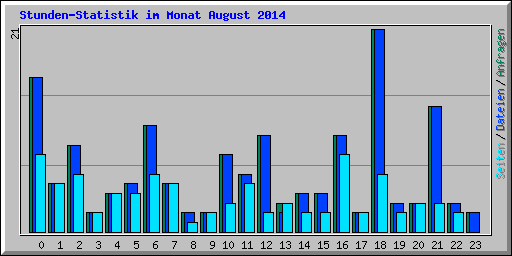 Stunden-Statistik im Monat August 2014
21
Seiten / Dateien / Anfragen
0 1 2 3 4 5 6 7 8 9 10 11 12 13 14 15 16 17 18 19 20 21 22 23